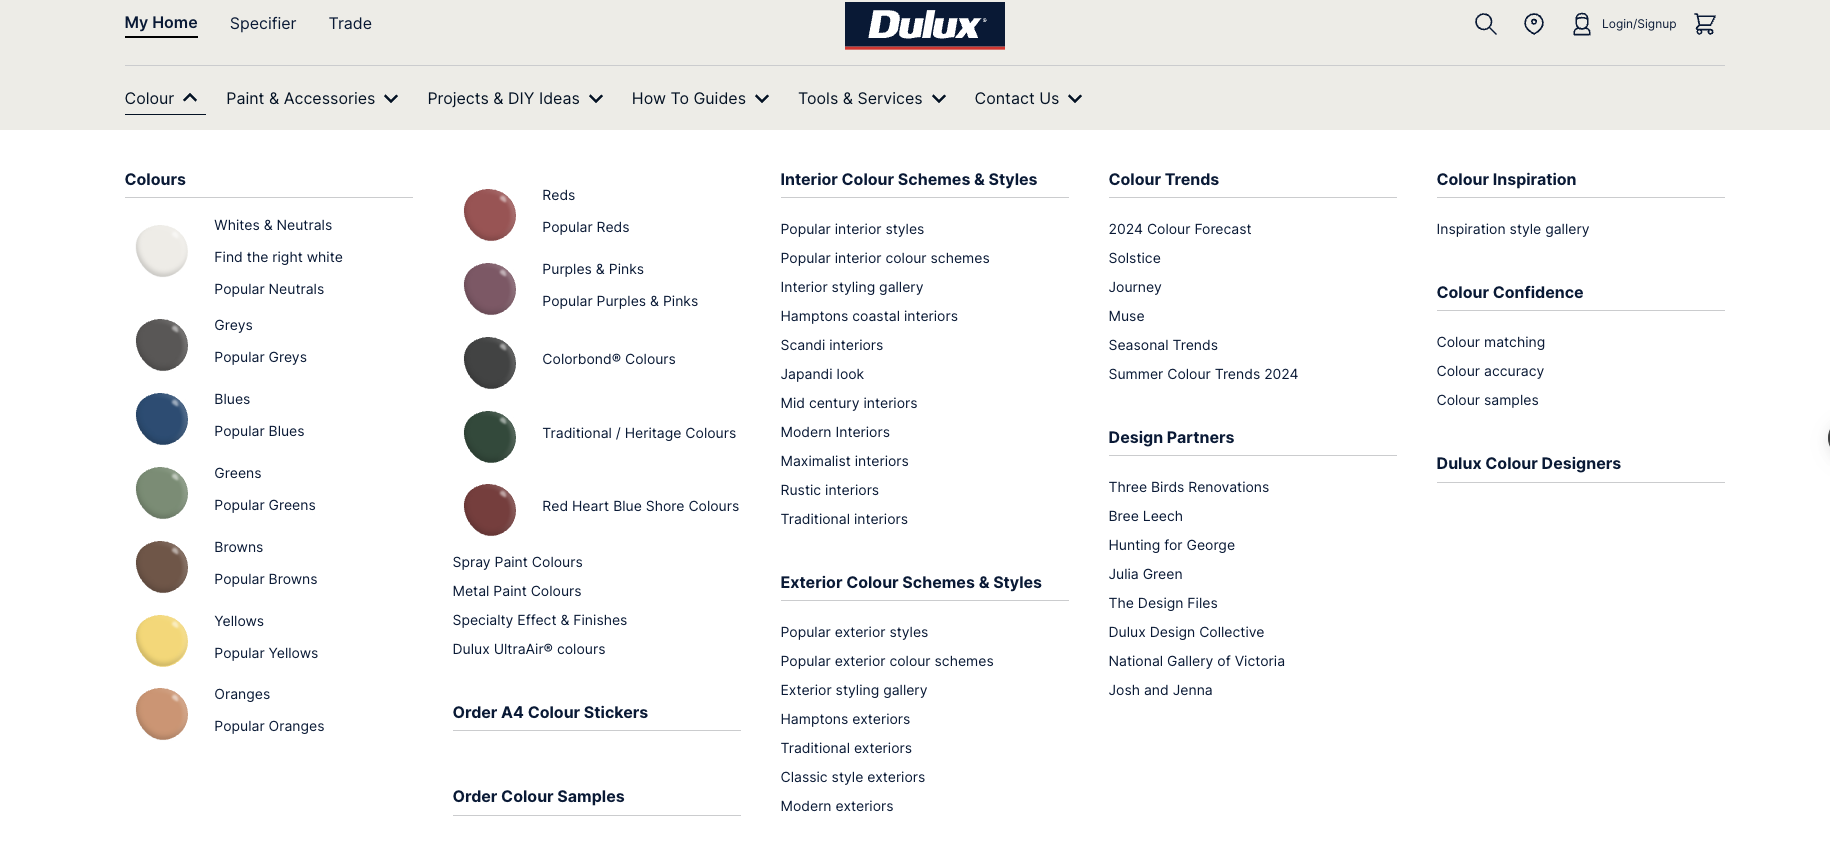 My Home
Specifier
Trade
Dulux®
Login/Signup
Colour
Paint & Accessories
Projects & DIY Ideas
How To Guides
Tools & Services
Contact Us
Colours
Whites & Neutrals
Find the right white
Popular Neutrals
Greys
Popular Greys
Blues
Popular Blues
Greens
Popular Greens
Browns
Popular Browns
Yellows
Popular Yellows
Oranges
Popular Oranges
Reds
Popular Reds
Purples & Pinks
Popular Purples & Pinks
Colorbond® Colours
Traditional / Heritage Colours
Red Heart Blue Shore Colours
Spray Paint Colours
Metal Paint Colours
Specialty Effect & Finishes
Dulux UltraAir® colours
Order A4 Colour Stickers
Order Colour Samples
Interior Colour Schemes & Styles
Popular interior styles
Popular interior colour schemes
Interior styling gallery
Hamptons coastal interiors
Scandi interiors
Japandi look
Mid century interiors
Modern Interiors
Maximalist interiors
Rustic interiors
Traditional interiors
Exterior Colour Schemes & Styles
Popular exterior styles
Popular exterior colour schemes
Exterior styling gallery
Hamptons exteriors
Traditional exteriors
Classic style exteriors
Modern exteriors
Colour Trends
2024 Colour Forecast
Solstice
Journey
Muse
Seasonal Trends
Summer Colour Trends 2024
Design Partners
Three Birds Renovations
Bree Leech
Hunting for George
Julia Green
The Design Files
Dulux Design Collective
National Gallery of Victoria
Josh and Jenna
Colour Inspiration
Inspiration style gallery
Colour Confidence
Colour matching
Colour accuracy
Colour samples
Dulux Colour Designers